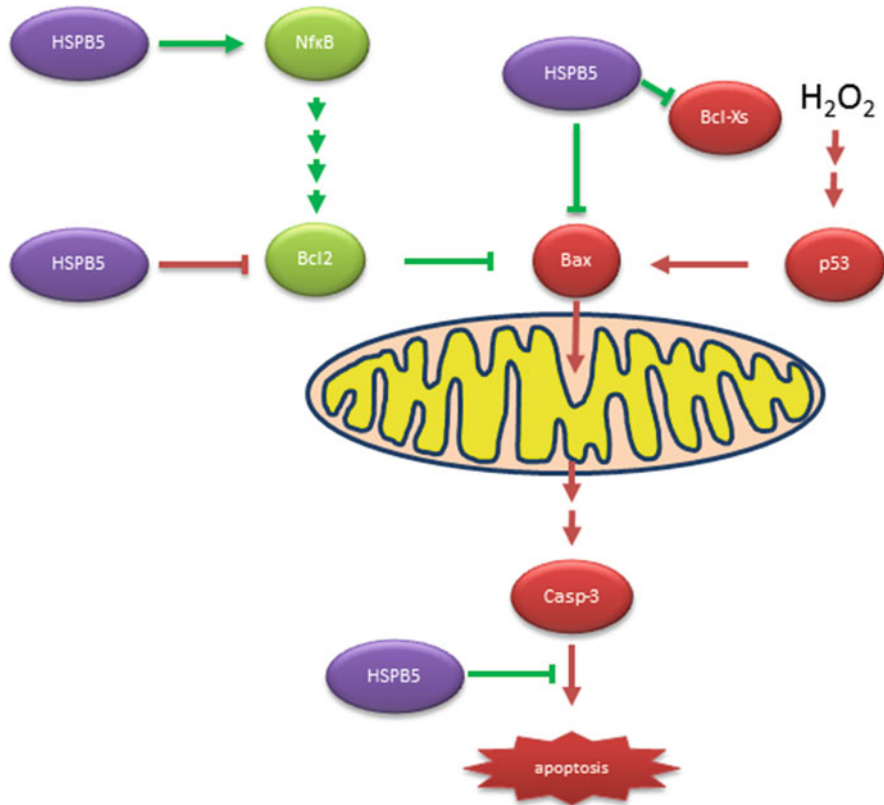 HSPB5
NfκB
HSPB5
Bcl-Xs
H₂O₂
HSPB5
Bcl2
Bax
p53
Casp-3
HSPB5
apoptosis